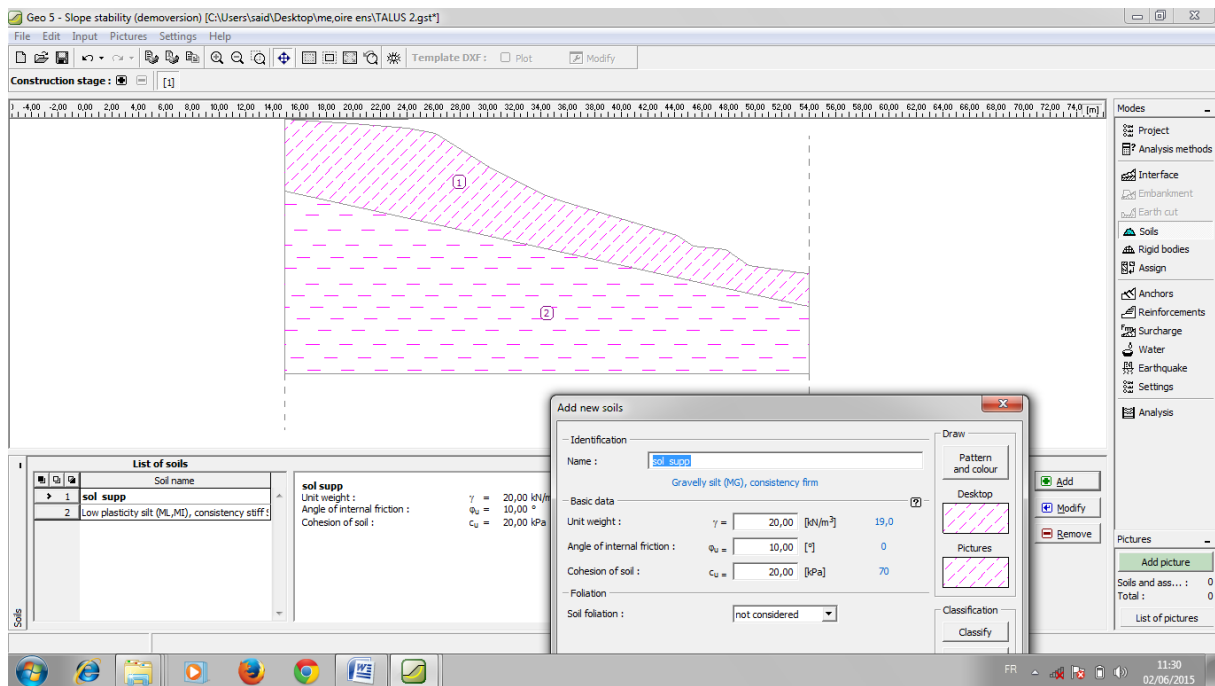 Geo 5 - Slope stability (demoversion) [C:\Users\said\Desktop\me,oire ens\TALUS 2.gst*]
File Edit Input Pictures Settings Help
Template DXF : Plot Modify
Construction stage : [1]
-4,00 -2,00 0,00 2,00 4,00 6,00 8,00 10,00 12,00 14,00 16,00 18,00 20,00 22,00 24,00 26,00 28,00 30,00 32,00 34,00 36,00 38,00 40,00 42,00 44,00 46,00 48,00 50,00 52,00 54,00 56,00 58,00 60,00 62,00 64,00 66,00 68,00 70,00 72,00 74,0 [m]
1
2
Modes
Project
Analysis methods
Interface
Embankment
Earth cut
Soils
Rigid bodies
Assign
Anchors
Reinforcements
Surcharge
Water
Earthquake
Settings
Analysis
List of soils
Soil name
1 sol supp
2 Low plasticity silt (ML,MI), consistency stiff
sol supp
Unit weight : γ = 20,00 kN/m
Angle of internal friction : φu = 10,00 °
Cohesion of soil : cu = 20,00 kPa
Add new soils
Identification
Name : sol supp
Gravelly silt (MG), consistency firm
Basic data [?]
Unit weight : γ = 20,00 [kN/m³] 19,0
Angle of internal friction : φu = 10,00 [°] 0
Cohesion of soil : cu = 20,00 [kPa] 70
Foliation
Soil foliation : not considered
Draw
Pattern
and colour
Desktop
Pictures
Classification
Classify
Add
Modify
Remove
Pictures
Add picture
Soils and ass... : 0
Total : 0
List of pictures
Soils
FR
11:30
02/06/2015